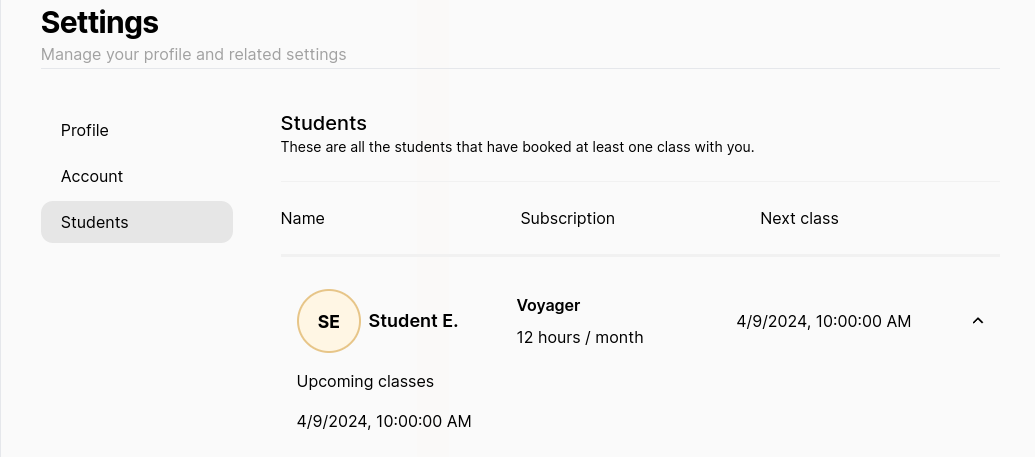 Settings
Manage your profile and related settings
Profile
Account
Students
Students
These are all the students that have booked at least one class with you.
Name Subscription Next class
SE Student E. Voyager 12 hours / month 4/9/2024, 10:00:00 AM
Upcoming classes
4/9/2024, 10:00:00 AM